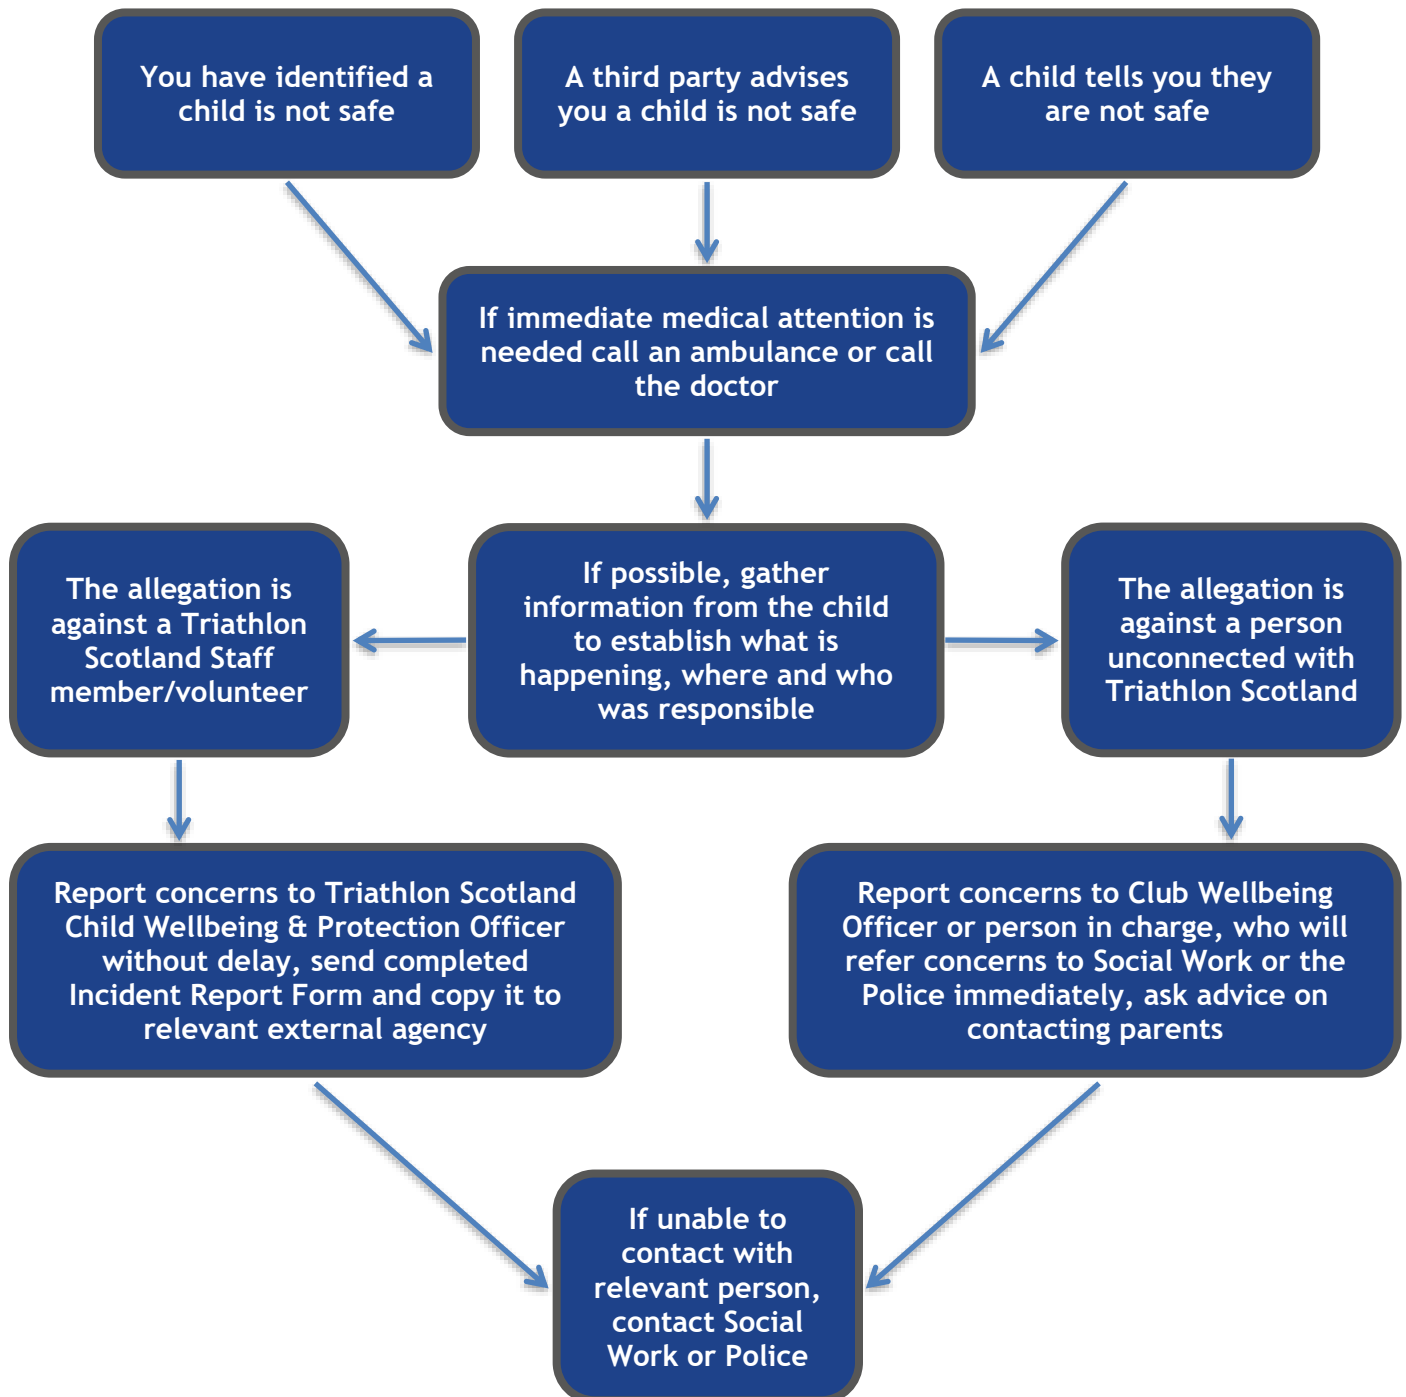 You have identified a
child is not safe
A third party advises
you a child is not safe
A child tells you they
are not safe
If immediate medical attention is
needed call an ambulance or call
the doctor
The allegation is
against a Triathlon
Scotland Staff
member/volunteer
If possible, gather
information from the child
to establish what is
happening, where and who
was responsible
The allegation is
against a person
unconnected with
Triathlon Scotland
Report concerns to Triathlon Scotland
Child Wellbeing & Protection Officer
without delay, send completed
Incident Report Form and copy it to
relevant external agency
Report concerns to Club Wellbeing
Officer or person in charge, who will
refer concerns to Social Work or the
Police immediately, ask advice on
contacting parents
If unable to
contact with
relevant person,
contact Social
Work or Police